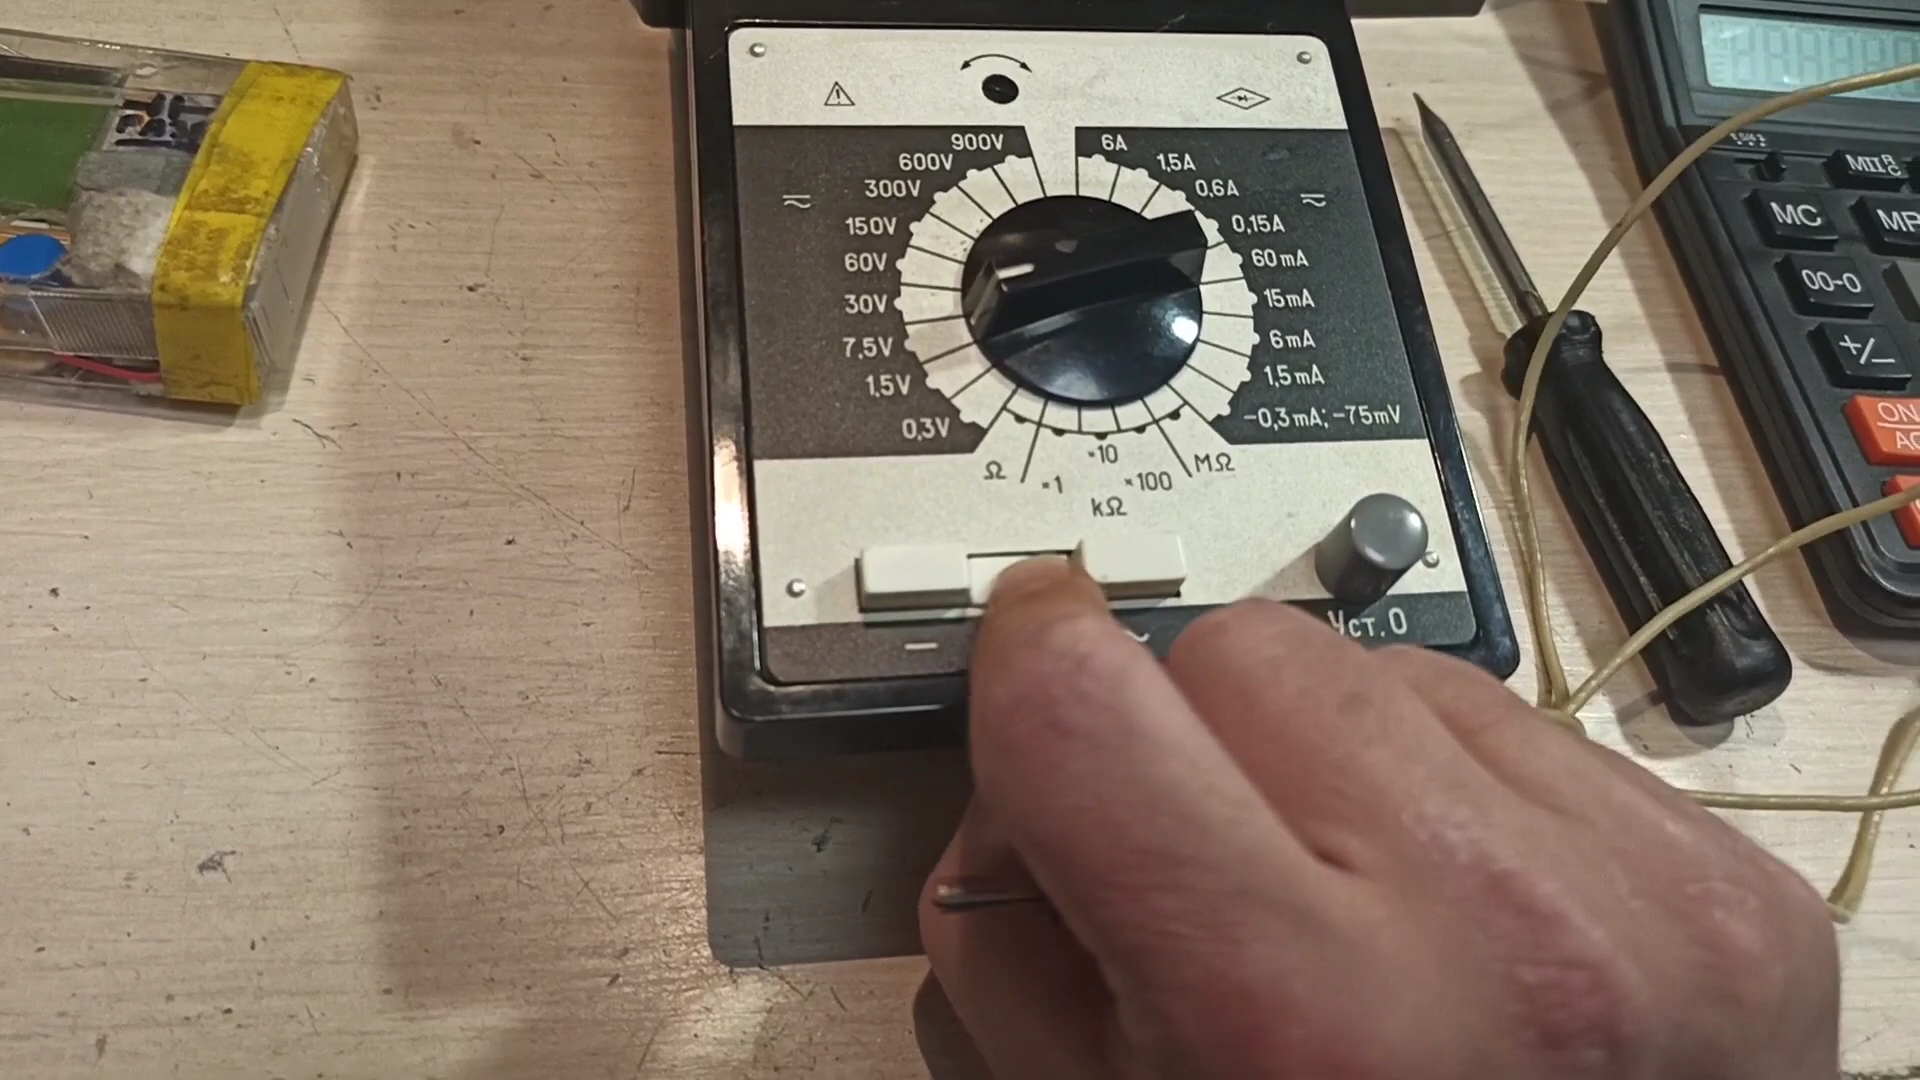 900V
600V
300V
150V
60V
30V
7,5V
1,5V
0,3V
6A
1,5A
0,6A
0,15A
60mA
15mA
6mA
1,5mA
−0,3mA; −75mV
Ω
×1
×10
×100
kΩ
MΩ
Уст. 0
MC
00-0
+/−
ON